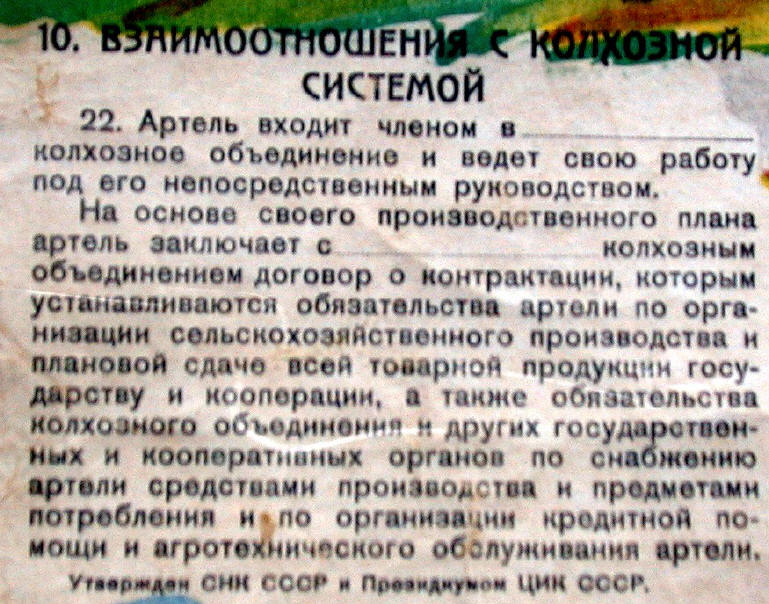 10. ВЗАИМООТНОШЕНИЯ С КОЛХОЗНОЙ
СИСТЕМОЙ
22. Артель входит членом в
колхозное объединение и ведет свою работу
под его непосредственным руководством.
На основе своего производственного плана
артель заключает с колхозным
объединением договор о контрактации, которым
устанавливаются обязательства артели по орга-
низации сельскохозяйственного производства и
плановой сдаче всей товарной продукции госу-
дарству и кооперации, а также обязательства
колхозного объединения и других государствен-
ных и кооперативных органов по снабжению
артели средствами производства и предметами
потребления и по организации кредитной по-
мощи и агротехнического обслуживания артели.
Утвержден СНК СССР и Президиумом ЦИК СССР.